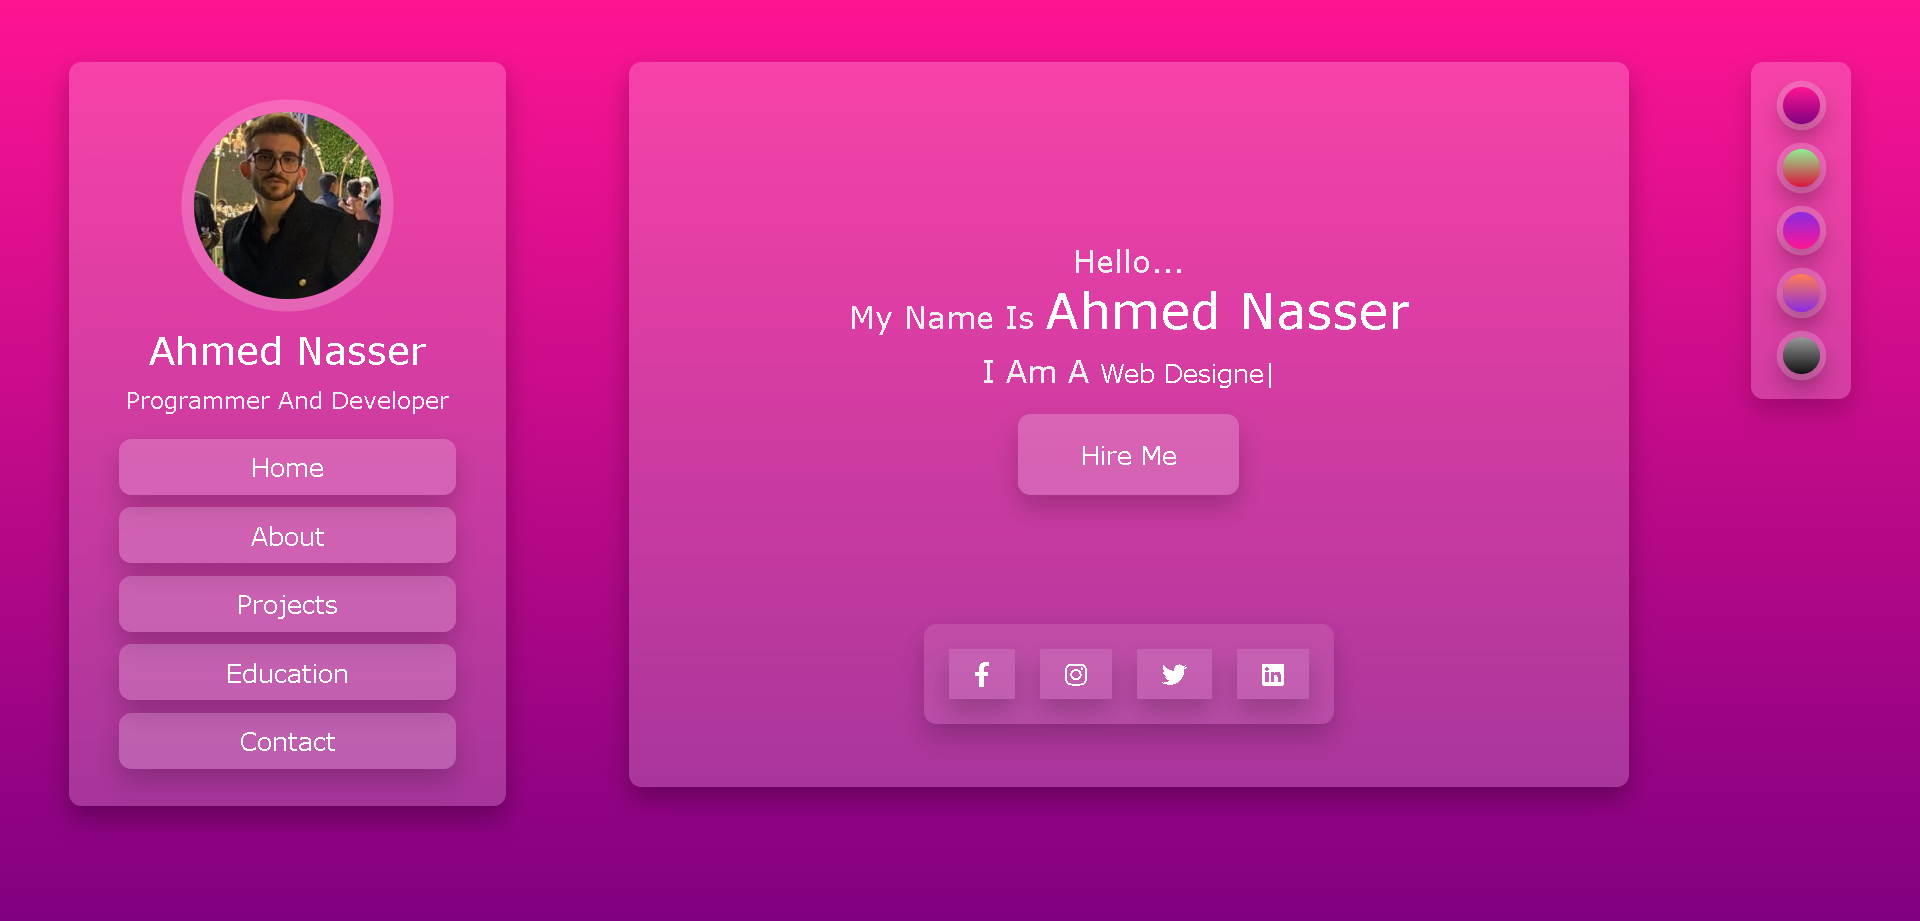 Ahmed Nasser
Programmer And Developer
Home
About
Projects
Education
Contact
Hello...
My Name Is Ahmed Nasser
I Am A Web Designe|
Hire Me